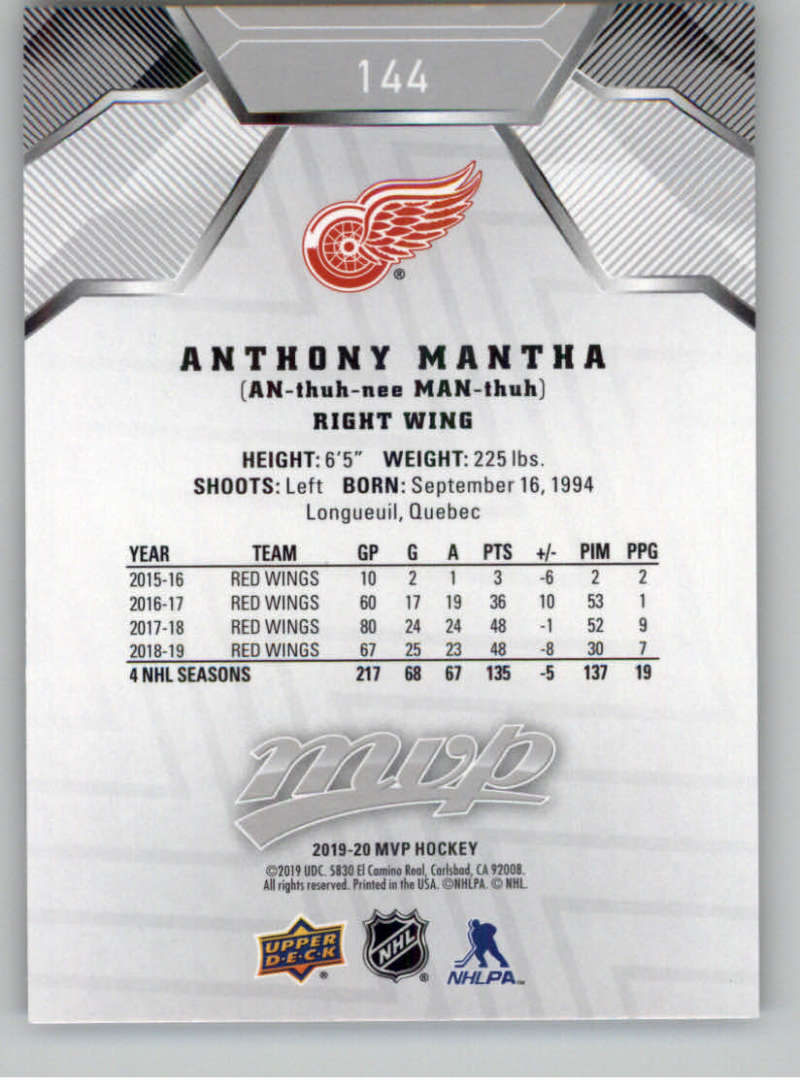 144
®
ANTHONY MANTHA
(AN-thuh-nee MAN-thuh)
RIGHT WING
HEIGHT: 6'5" WEIGHT: 225 lbs.
SHOOTS: Left BORN: September 16, 1994
Longueuil, Quebec
YEAR TEAM GP G A PTS +/- PIM PPG
2015-16 RED WINGS 10 2 1 3 -6 2 2
2016-17 RED WINGS 60 17 19 36 10 53 1
2017-18 RED WINGS 80 24 24 48 -1 52 9
2018-19 RED WINGS 67 25 23 48 -8 30 7
4 NHL SEASONS 217 68 67 135 -5 137 19
mvp
2019-20 MVP HOCKEY
©2019 UDC. 5830 El Camino Real, Carlsbad, CA 92008.
All rights reserved. Printed in the USA. ©NHLPA. © NHL.
UPPER D·E·C·K ® NHL ® NHLPA™